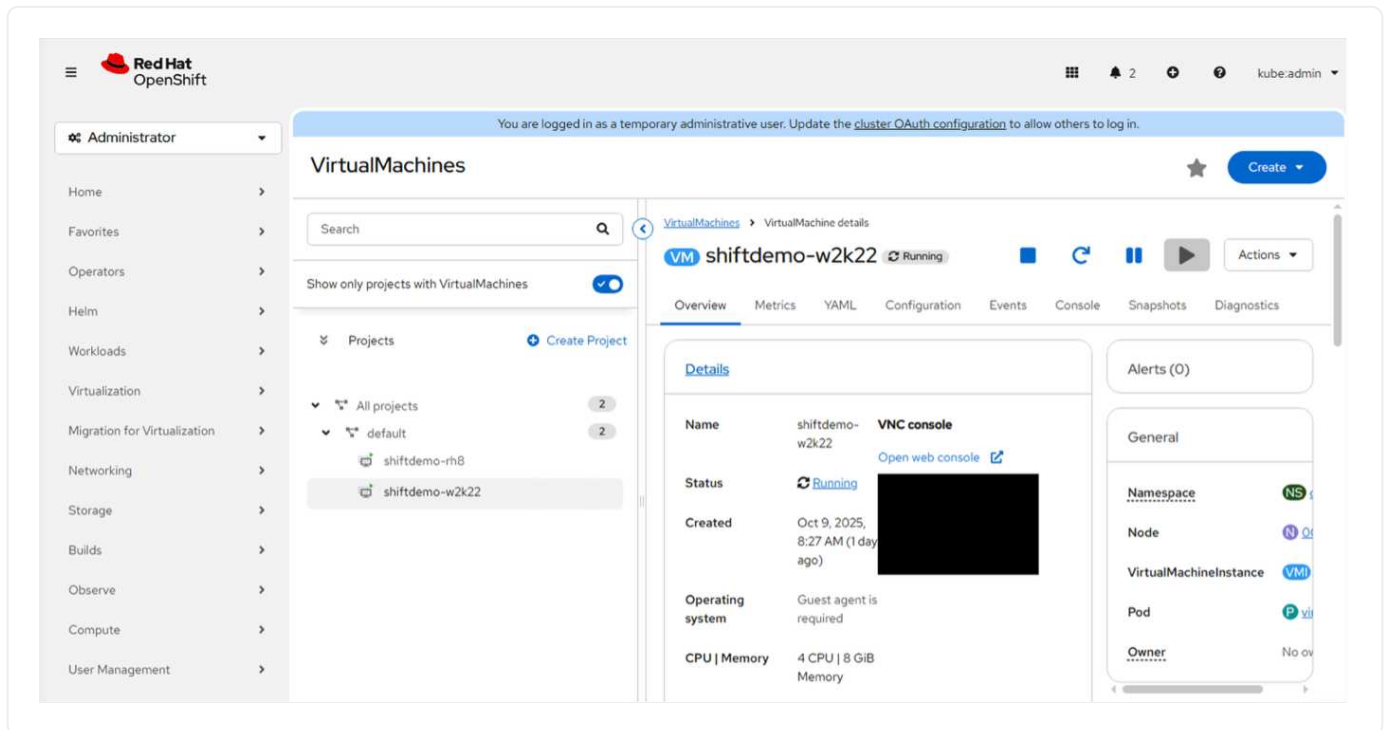 Red Hat
OpenShift
2
kube:admin
Administrator
You are logged in as a temporary administrative user. Update the cluster OAuth configuration to allow others to log in.
VirtualMachines
Create
Home
Favorites
Operators
Helm
Workloads
Virtualization
Migration for Virtualization
Networking
Storage
Builds
Observe
Compute
User Management
Search
Show only projects with VirtualMachines
Projects
Create Project
All projects 2
default 2
shiftdemo-rh8
shiftdemo-w2k22
VirtualMachines > VirtualMachine details
VM shiftdemo-w2k22 Running
Actions
Overview Metrics YAML Configuration Events Console Snapshots Diagnostics
Details
Name shiftdemo-
w2k22
VNC console
Open web console
Status Running
Created Oct 9, 2025,
8:27 AM (1 day
ago)
Operating
system
Guest agent is
required
CPU | Memory 4 CPU | 8 GiB
Memory
Alerts (0)
General
Namespace NS
Node N
VirtualMachineInstance VMI
Pod P
Owner No